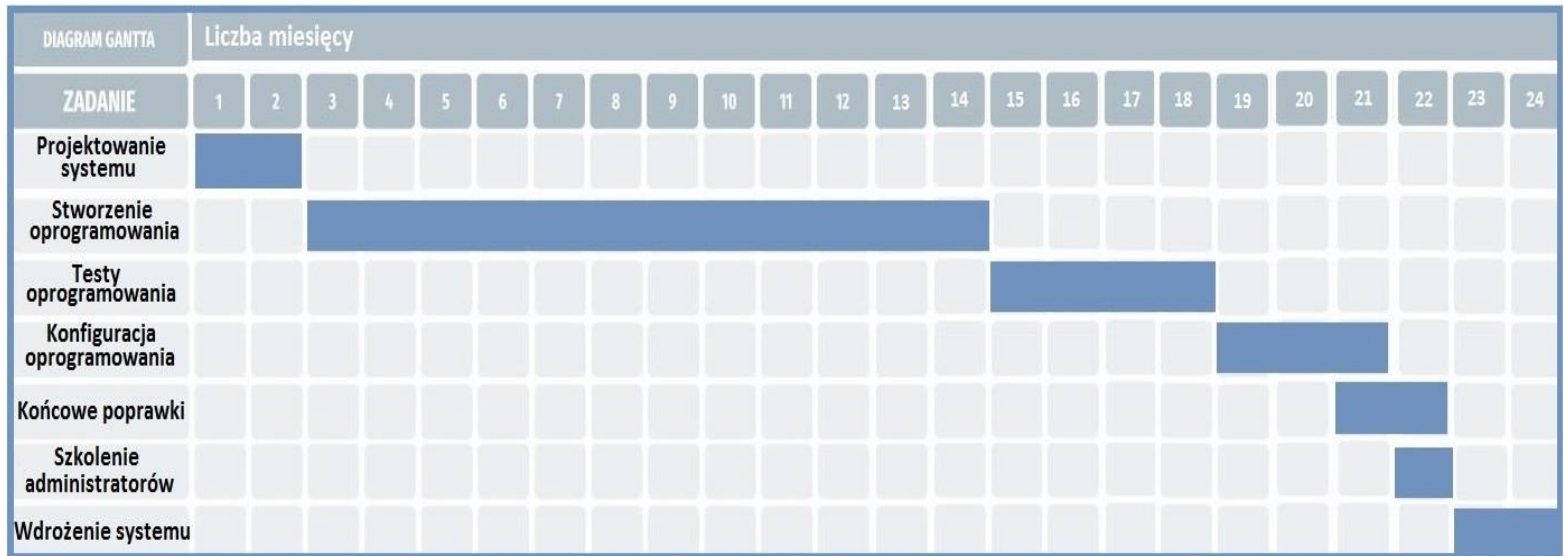 DIAGRAM GANTTA
Liczba miesięcy
ZADANIE 1 2 3 4 5 6 7 8 9 10 11 12 13 14 15 16 17 18 19 20 21 22 23 24
Projektowanie
systemu
Stworzenie
oprogramowania
Testy
oprogramowania
Konfiguracja
oprogramowania
Końcowe poprawki
Szkolenie
administratorów
Wdrożenie systemu